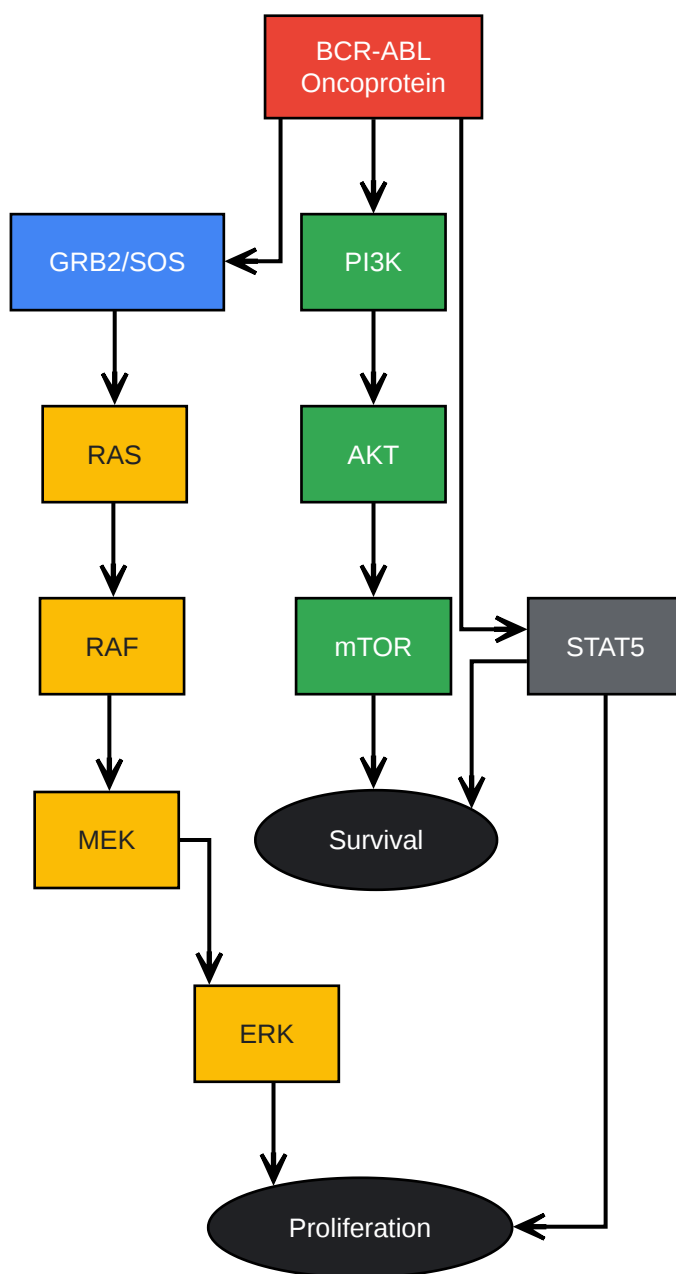 BCR-ABL
Oncoprotein
GRB2/SOS
PI3K
RAS
AKT
RAF
mTOR
STAT5
MEK
Survival
ERK
Proliferation